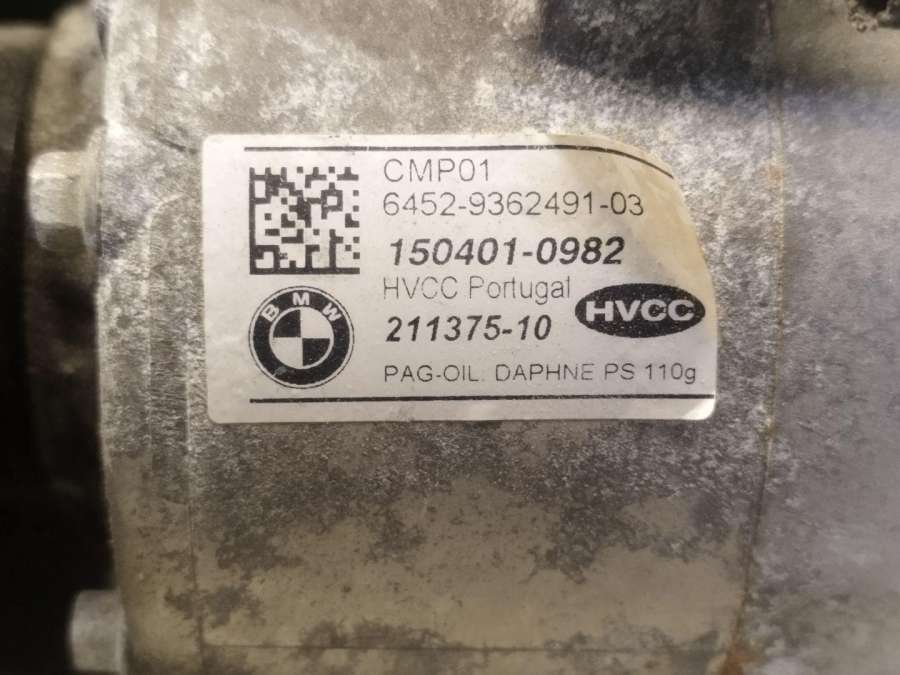 CMP01
6452-9362491-03
150401-0982
HVCC Portugal
HVCC
BMW
211375-10
PAG-OIL: DAPHNE PS 110g